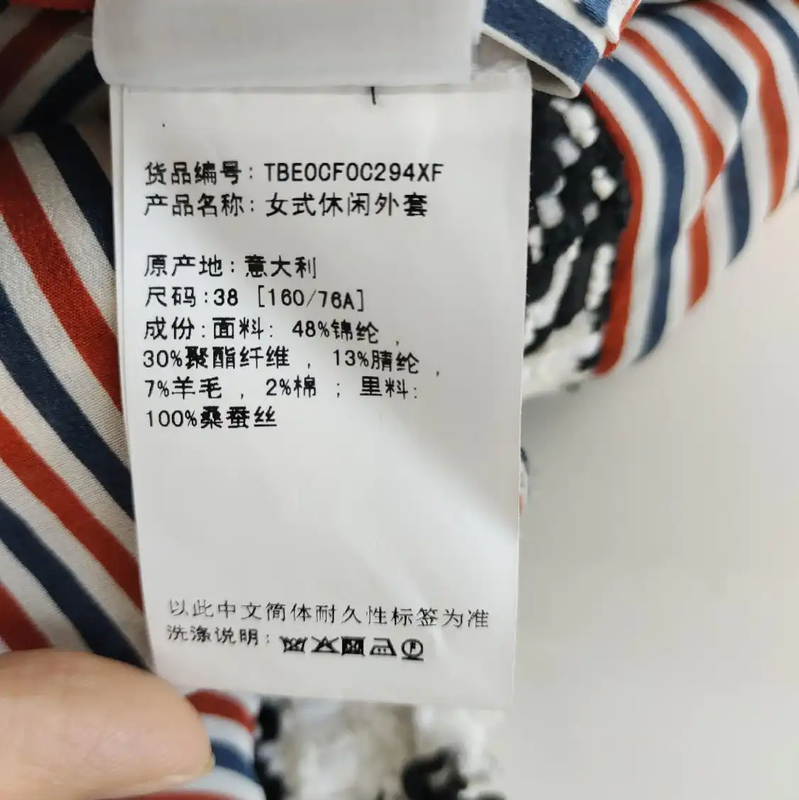 货品编号: TBE0CF0C294XF
产品名称: 女式休闲外套
原产地: 意大利
尺码:38 [160/76A]
成份:面料: 48%锦纶 ,
30%聚酯纤维 , 13%腈纶 ,
7%羊毛 , 2%棉 ; 里料:
100%桑蚕丝
以此中文简体耐久性标签为准
洗涤说明: